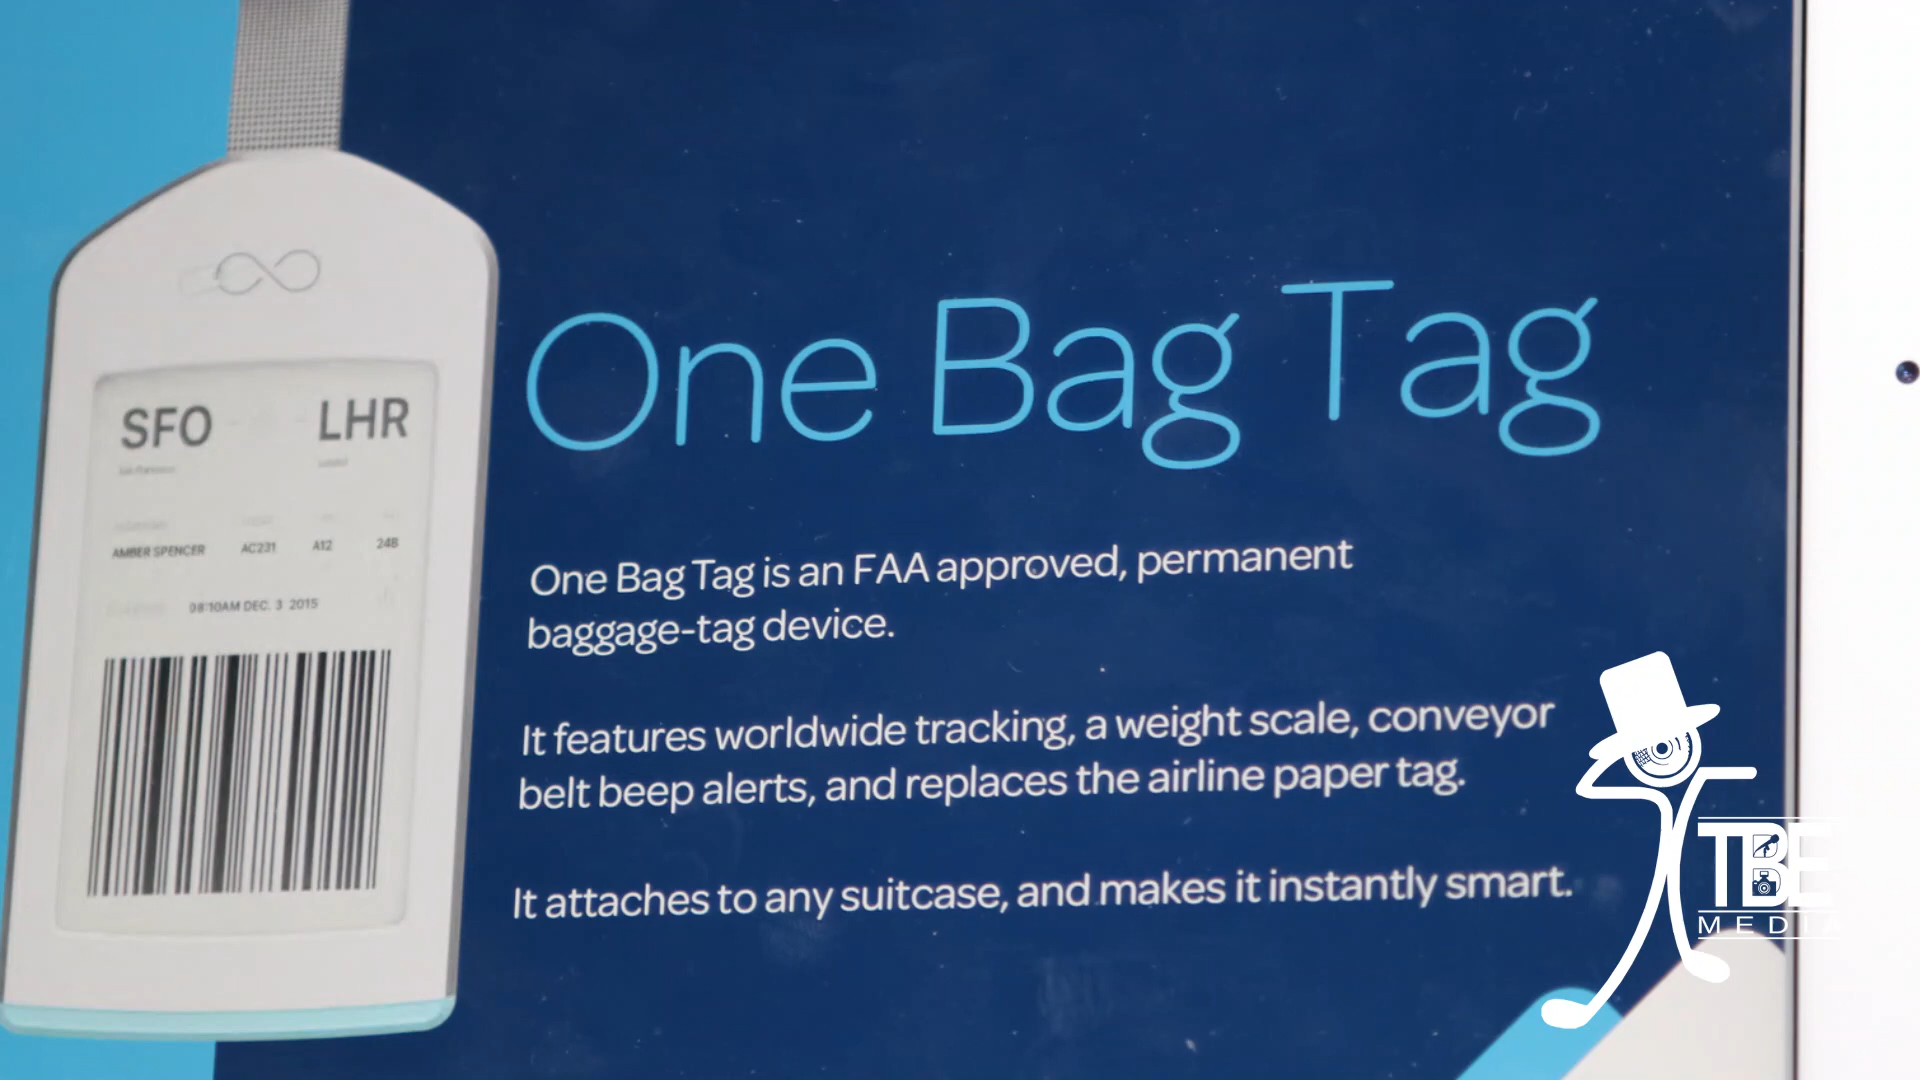 SFO LHR
AMBER SPENCER AC231 A12 24B
08:10AM DEC. 3 2015
One Bag Tag
One Bag Tag is an FAA approved, permanent
baggage-tag device.
It features worldwide tracking, a weight scale, conveyor
belt beep alerts, and replaces the airline paper tag.
It attaches to any suitcase, and makes it instantly smart.
TBE
MEDIA